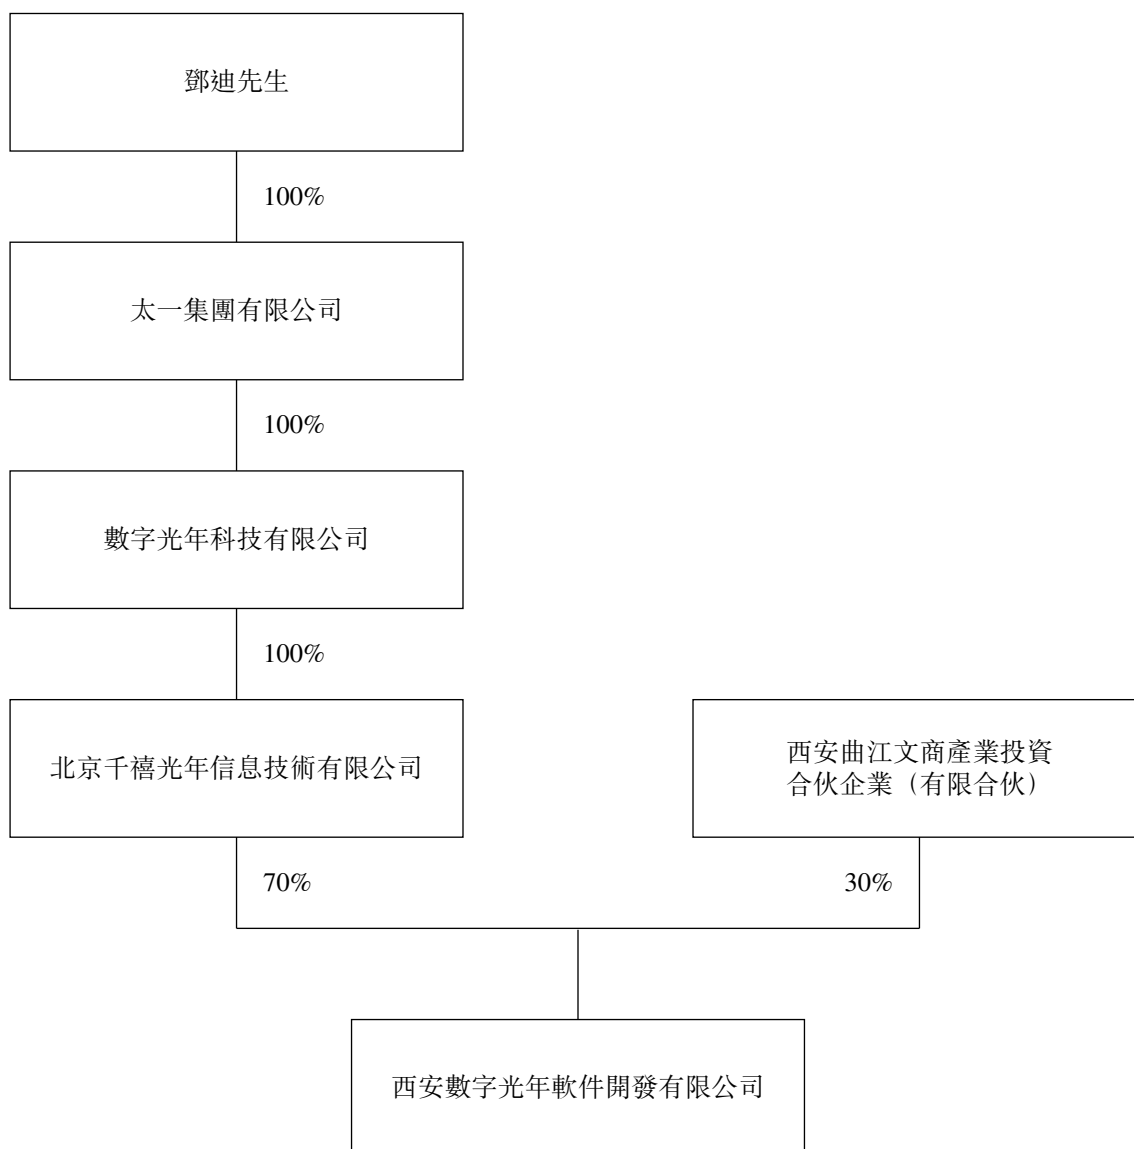 鄧迪先生
100%
太一集團有限公司
100%
數字光年科技有限公司
100%
北京千禧光年信息技術有限公司
西安曲江文商產業投資
合伙企業（有限合伙）
70%
30%
西安數字光年軟件開發有限公司